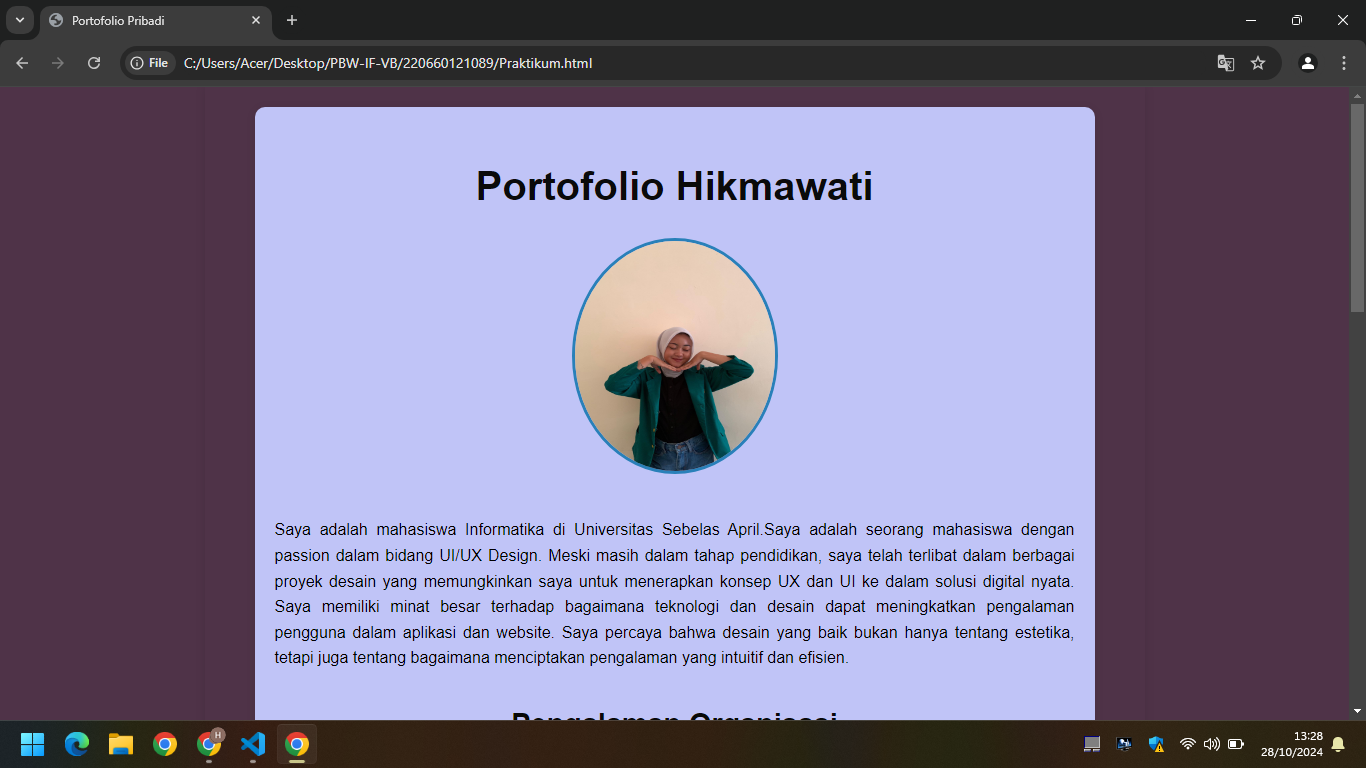 Portofolio Pribadi
File
C:/Users/Acer/Desktop/PBW-IF-VB/220660121089/Praktikum.html
Portofolio Hikmawati
Saya adalah mahasiswa Informatika di Universitas Sebelas April.Saya adalah seorang mahasiswa dengan
passion dalam bidang UI/UX Design. Meski masih dalam tahap pendidikan, saya telah terlibat dalam berbagai
proyek desain yang memungkinkan saya untuk menerapkan konsep UX dan UI ke dalam solusi digital nyata.
Saya memiliki minat besar terhadap bagaimana teknologi dan desain dapat meningkatkan pengalaman
pengguna dalam aplikasi dan website. Saya percaya bahwa desain yang baik bukan hanya tentang estetika,
tetapi juga tentang bagaimana menciptakan pengalaman yang intuitif dan efisien.
Pengalaman Organisasi
H
13:28
28/10/2024